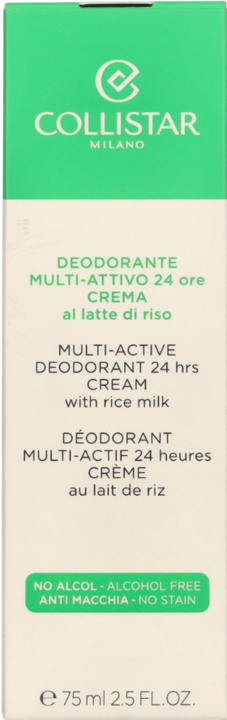 COLLISTAR
MILANO
DEODORANTE
MULTI-ATTIVO 24 ore
CREMA
al latte di riso
MULTI-ACTIVE
DEODORANT 24 hrs
CREAM
with rice milk
DÉODORANT
MULTI-ACTIF 24 heures
CRÈME
au lait de riz
NO ALCOL - ALCOHOL FREE
ANTI MACCHIA - NO STAIN
℮ 75 ml 2.5 FL.OZ.